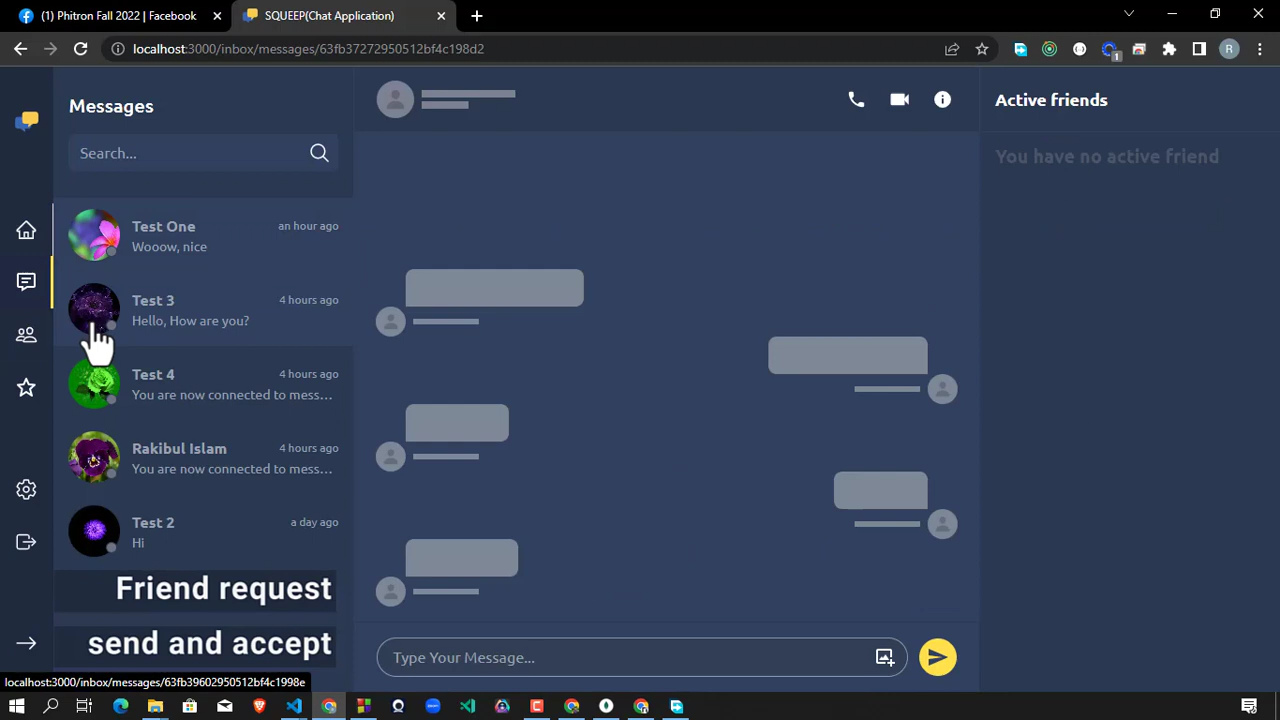 (1) Phitron Fall 2022 | Facebook
SQUEEP(Chat Application)
localhost:3000/inbox/messages/63fb37272950512bf4c198d2
1
R
Messages
Search...
Test One
an hour ago
Wooow, nice
Test 3
4 hours ago
Hello, How are you?
Test 4
4 hours ago
You are now connected to mess...
Rakibul Islam
4 hours ago
You are now connected to mess...
Test 2
a day ago
Hi
Friend request
send and accept
Active friends
You have no active friend
Type Your Message...
localhost:3000/inbox/messages/63fb39602950512bf4c1998e